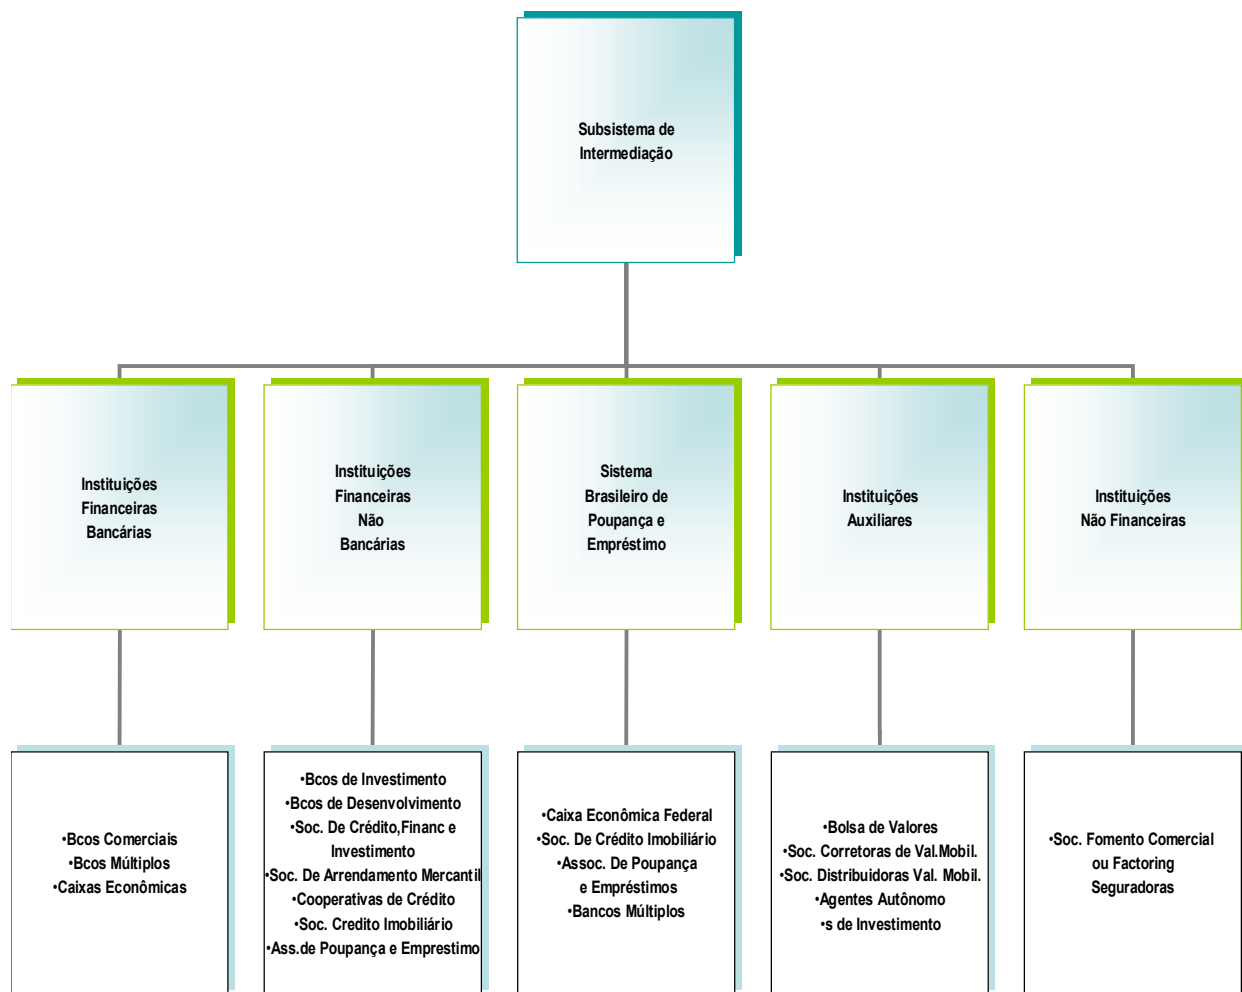 Subsistema de
Intermediação
Instituições
Financeiras
Bancárias
Instituições
Financeiras
Não
Bancárias
Sistema
Brasileiro de
Poupança e
Empréstimo
Instituições
Auxiliares
Instituições
Não Financeiras
•Bcos Comerciais
•Bcos Múltiplos
•Caixas Econômicas
•Bcos de Investimento
•Bcos de Desenvolvimento
•Soc. De Crédito,Financ e
Investimento
•Soc. De Arrendamento Mercantil
•Cooperativas de Crédito
•Soc. Credito Imobiliário
•Ass.de Poupança e Emprestimo
•Caixa Econômica Federal
•Soc. De Crédito Imobiliário
•Assoc. De Poupança
e Empréstimos
•Bancos Múltiplos
•Bolsa de Valores
•Soc. Corretoras de Val.Mobil.
•Soc. Distribuidoras Val. Mobil.
•Agentes Autônomo
•s de Investimento
•Soc. Fomento Comercial
ou Factoring
Seguradoras